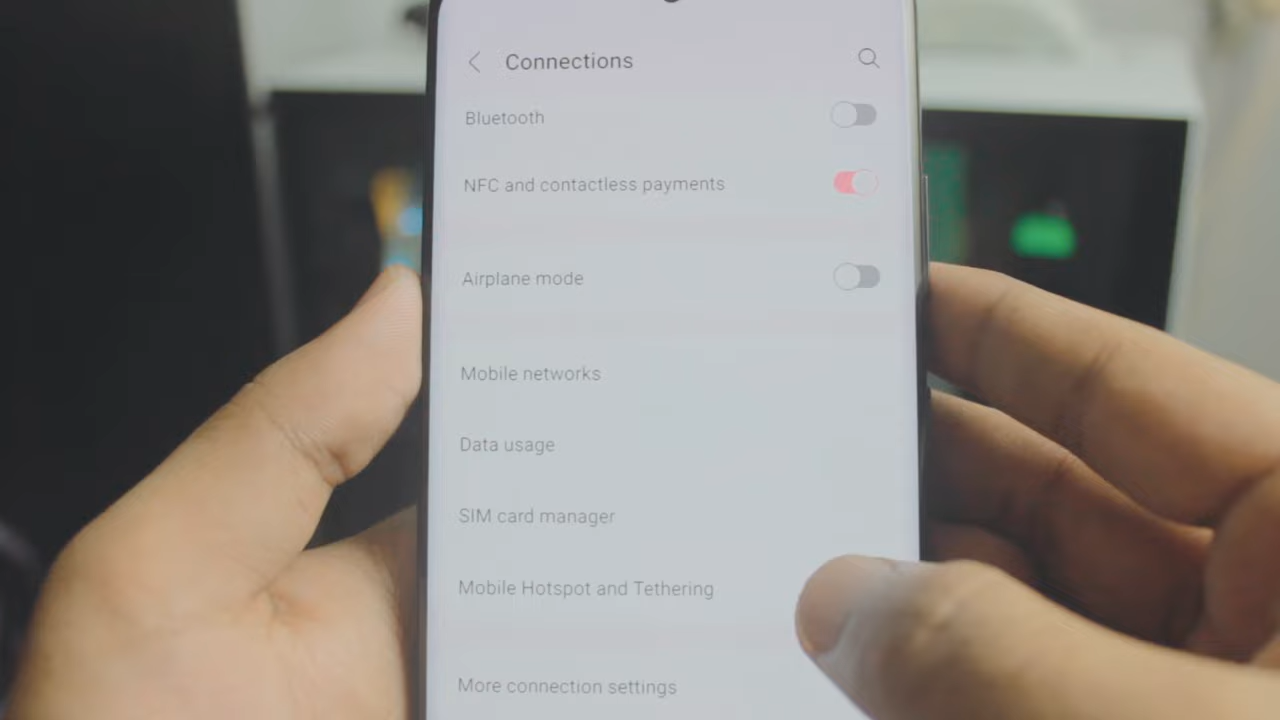 Connections
Bluetooth
NFC and contactless payments
Airplane mode
Mobile networks
Data usage
SIM card manager
Mobile Hotspot and Tethering
More connection settings